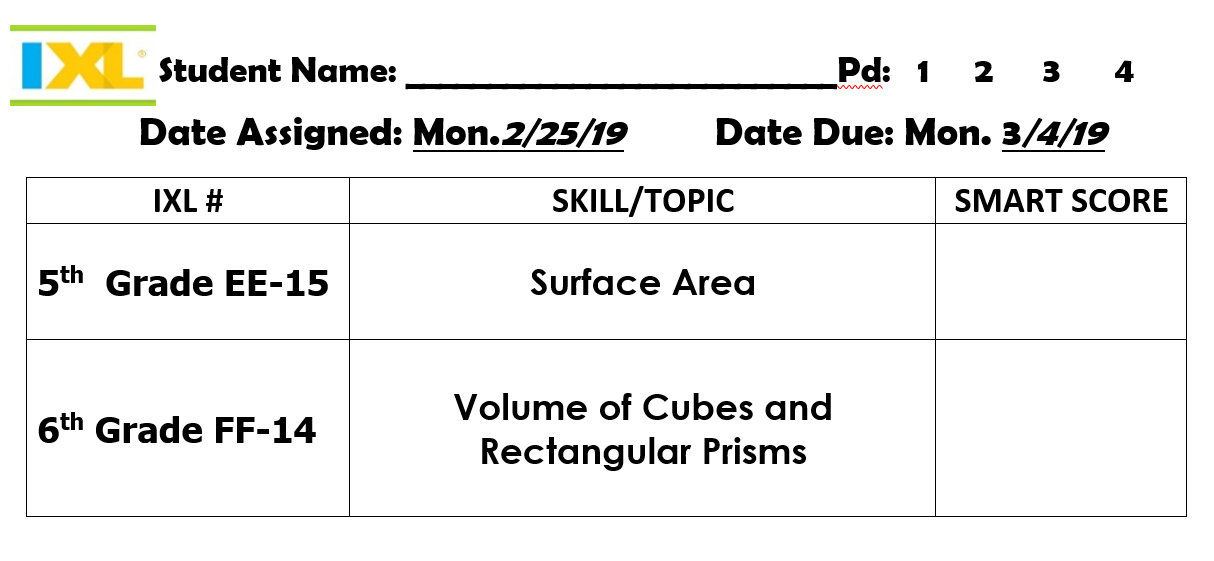 IXL® Student Name: __________________________Pd: 1 2 3 4
Date Assigned: Mon.2/25/19 Date Due: Mon. 3/4/19
IXL # SKILL/TOPIC SMART SCORE
5th Grade EE-15 Surface Area
6th Grade FF-14 Volume of Cubes and
Rectangular Prisms